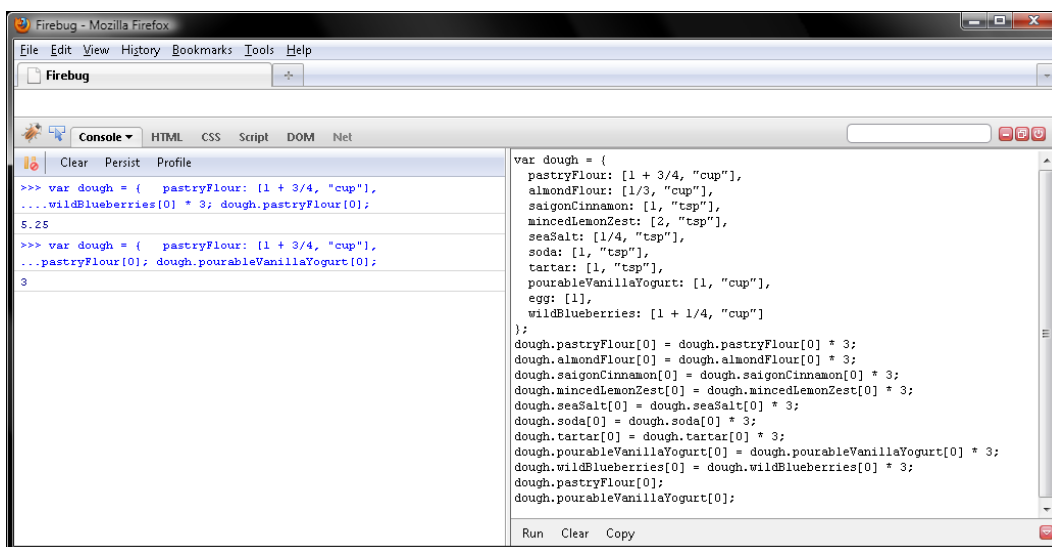 Firebug - Mozilla Firefox
File Edit View History Bookmarks Tools Help
Firebug
Console HTML CSS Script DOM Net
Clear Persist Profile
>>> var dough = {   pastryFlour: [1 + 3/4, "cup"],
....wildBlueberries[0] * 3; dough.pastryFlour[0];
5.25
>>> var dough = {   pastryFlour: [1 + 3/4, "cup"],
...pastryFlour[0]; dough.pourableVanillaYogurt[0];
3
var dough = {
  pastryFlour: [1 + 3/4, "cup"],
  almondFlour: [1/3, "cup"],
  saigonCinnamon: [1, "tsp"],
  mincedLemonZest: [2, "tsp"],
  seaSalt: [1/4, "tsp"],
  soda: [1, "tsp"],
  tartar: [1, "tsp"],
  pourableVanillaYogurt: [1, "cup"],
  egg: [1],
  wildBlueberries: [1 + 1/4, "cup"]
};
dough.pastryFlour[0] = dough.pastryFlour[0] * 3;
dough.almondFlour[0] = dough.almondFlour[0] * 3;
dough.saigonCinnamon[0] = dough.saigonCinnamon[0] * 3;
dough.mincedLemonZest[0] = dough.mincedLemonZest[0] * 3;
dough.seaSalt[0] = dough.seaSalt[0] * 3;
dough.soda[0] = dough.soda[0] * 3;
dough.tartar[0] = dough.tartar[0] * 3;
dough.pourableVanillaYogurt[0] = dough.pourableVanillaYogurt[0] * 3;
dough.wildBlueberries[0] = dough.wildBlueberries[0] * 3;
dough.pastryFlour[0];
dough.pourableVanillaYogurt[0];
Run Clear Copy